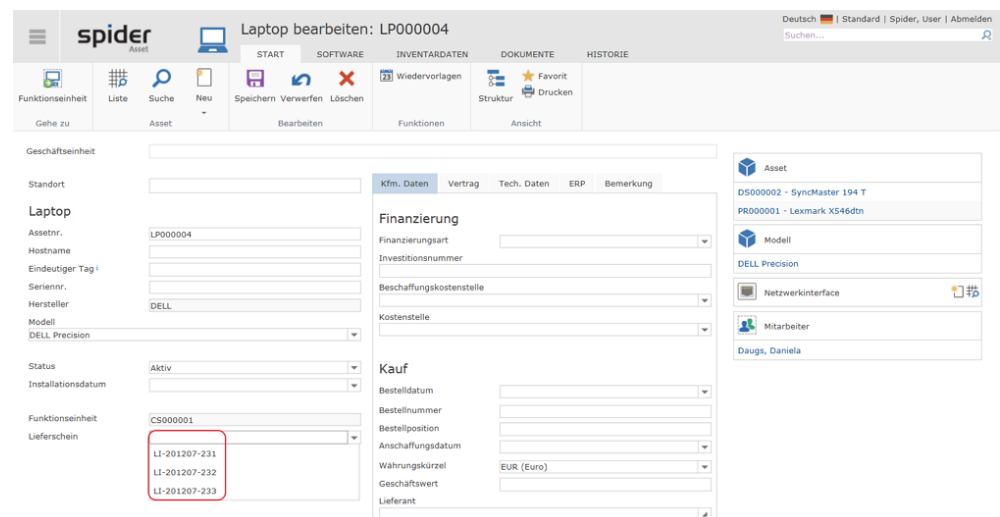 spider
Asset
Laptop bearbeiten: LP000004
Deutsch | Standard | Spider, User | Abmelden
Suchen...
START SOFTWARE INVENTARDATEN DOKUMENTE HISTORIE
Funktionseinheit Liste Suche Neu Speichern Verwerfen Löschen 23 Wiedervorlagen Struktur Favorit
Drucken
Gehe zu Asset Bearbeiten Funktionen Ansicht
Geschäftseinheit
Standort
Laptop
Assetnr. LP000004
Hostname
Eindeutiger Tag
Seriennr.
Hersteller DELL
Modell
DELL Precision
Status Aktiv
Installationsdatum
Funktionseinheit CS000001
Lieferschein
LI-201207-231
LI-201207-232
LI-201207-233
Kfm. Daten Vertrag Tech. Daten ERP Bemerkung
Finanzierung
Finanzierungsart
Investitionsnummer
Beschaffungskostenstelle
Kostenstelle
Kauf
Bestelldatum
Bestellnummer
Bestellposition
Anschaffungsdatum
Währungskürzel EUR (Euro)
Geschäftswert
Lieferant
Asset
DS000002 - SyncMaster 194 T
PR000001 - Lexmark X546dtn
Modell
DELL Precision
Netzwerkinterface
Mitarbeiter
Daugs, Daniela